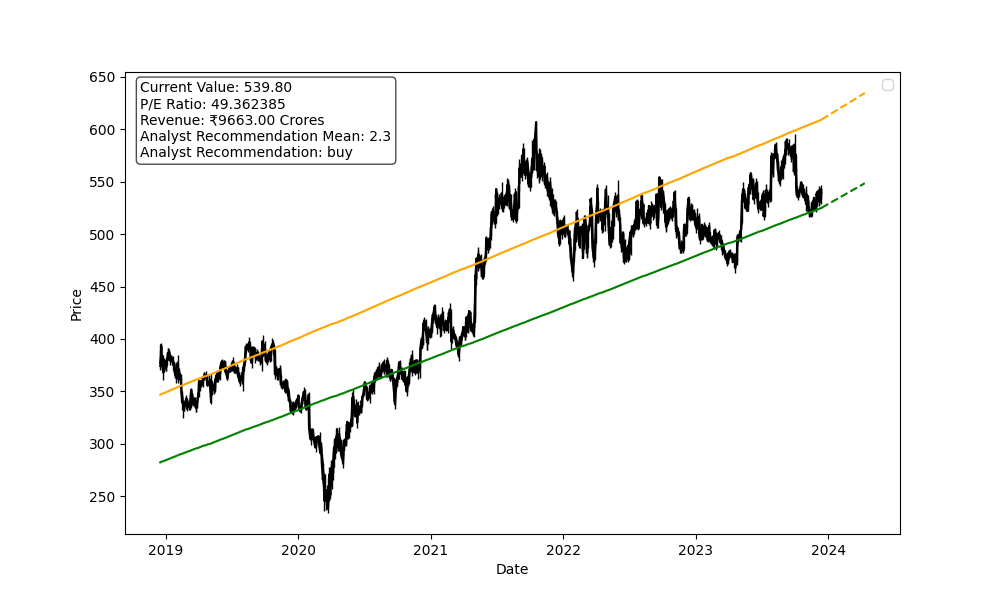 Current Value: 539.80
P/E Ratio: 49.362385
Revenue: ₹9663.00 Crores
Analyst Recommendation Mean: 2.3
Analyst Recommendation: buy
650
600
550
500
450
400
350
300
250
Price
2019 2020 2021 2022 2023 2024
Date